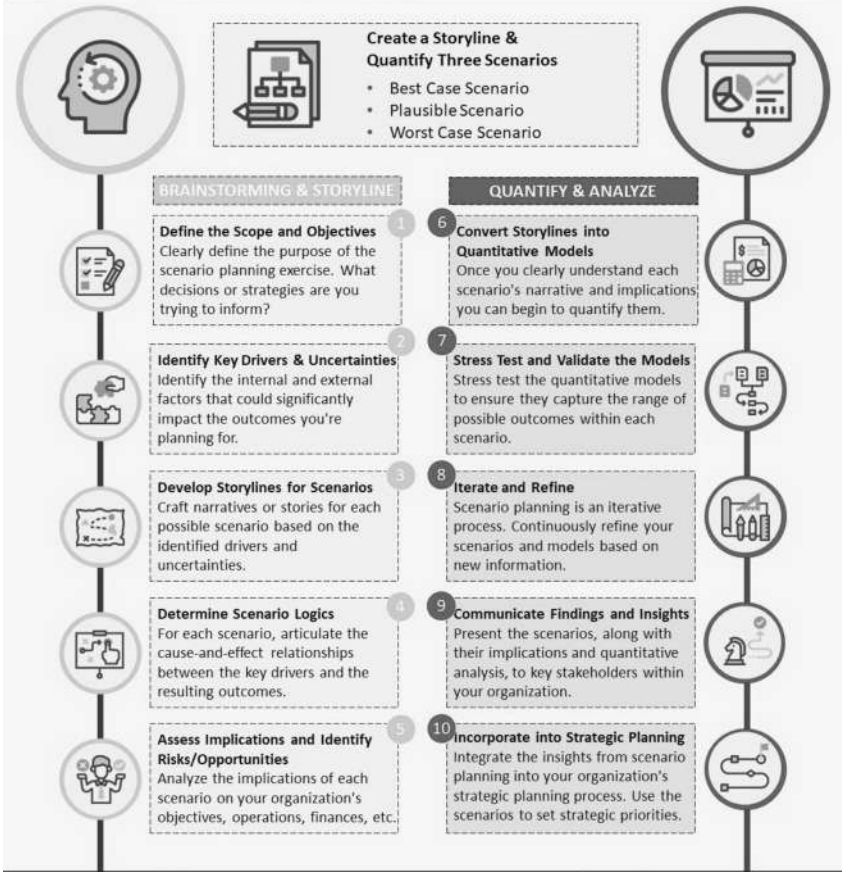 Create a Storyline &
Quantify Three Scenarios
• Best Case Scenario
• Plausible Scenario
• Worst Case Scenario
BRAINSTORMING & STORYLINE
1
Define the Scope and Objectives
Clearly define the purpose of the
scenario planning exercise. What
decisions or strategies are you
trying to inform?
2
Identify Key Drivers & Uncertainties
Identify the internal and external
factors that could significantly
impact the outcomes you're
planning for.
3
Develop Storylines for Scenarios
Craft narratives or stories for each
possible scenario based on the
identified drivers and
uncertainties.
4
Determine Scenario Logics
For each scenario, articulate the
cause-and-effect relationships
between the key drivers and the
resulting outcomes.
5
Assess Implications and Identify
Risks/Opportunities
Analyze the implications of each
scenario on your organization's
objectives, operations, finances, etc.
QUANTIFY & ANALYZE
6
Convert Storylines into
Quantitative Models
Once you clearly understand each
scenario's narrative and implications
you can begin to quantify them.
7
Stress Test and Validate the Models
Stress test the quantitative models
to ensure they capture the range of
possible outcomes within each
scenario.
8
Iterate and Refine
Scenario planning is an iterative
process. Continuously refine your
scenarios and models based on
new information.
9
Communicate Findings and Insights
Present the scenarios, along with
their implications and quantitative
analysis, to key stakeholders within
your organization.
10
Incorporate into Strategic Planning
Integrate the insights from scenario
planning into your organization's
strategic planning process. Use the
scenarios to set strategic priorities.